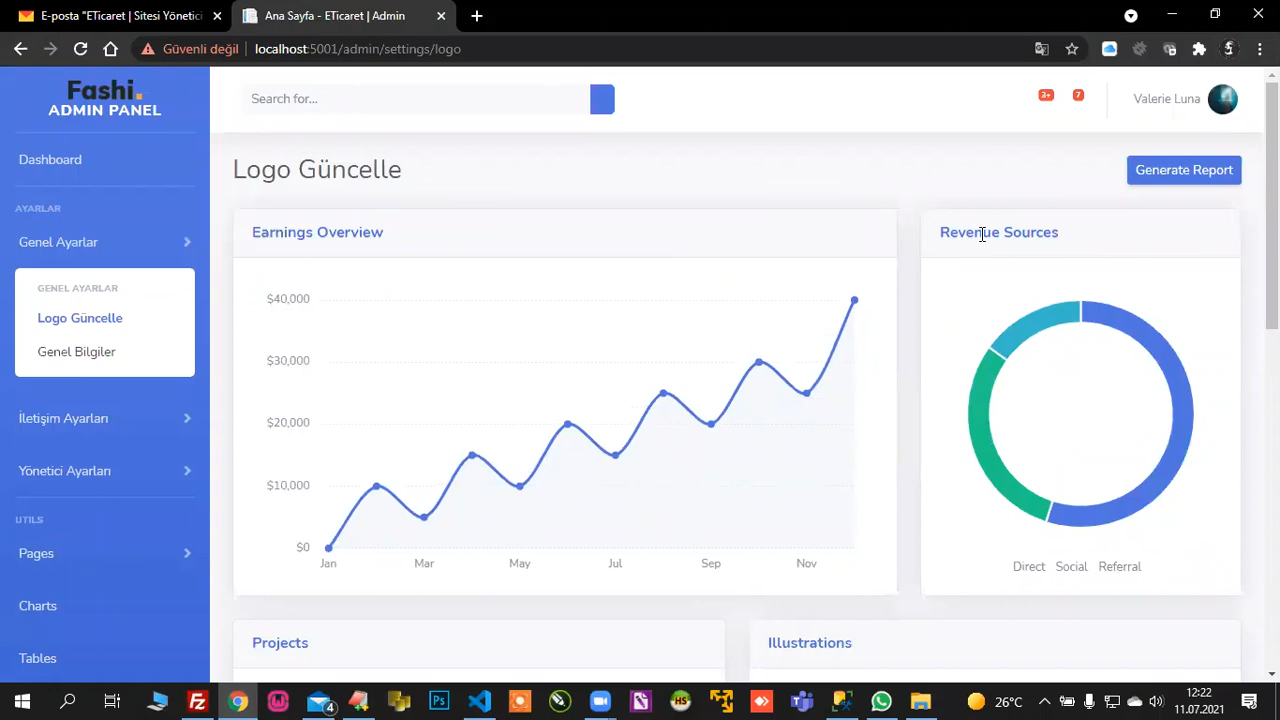 E-posta "ETicaret | Sitesi Yönetici
Ana Sayfa - ETicaret | Admin
Güvenli değil
localhost:5001/admin/settings/logo
Fashi.
ADMIN PANEL
Search for...
3+
7
Valerie Luna
Dashboard
AYARLAR
Genel Ayarlar
GENEL AYARLAR
Logo Güncelle
Genel Bilgiler
İletişim Ayarları
Yönetici Ayarları
UTILS
Pages
Charts
Tables
Logo Güncelle
Generate Report
Earnings Overview
$40,000
$30,000
$20,000
$10,000
$0
Jan Mar May Jul Sep Nov
Revenue Sources
Direct Social Referral
Projects
Illustrations
Ps
4
HS
26°C
12:22
11.07.2021